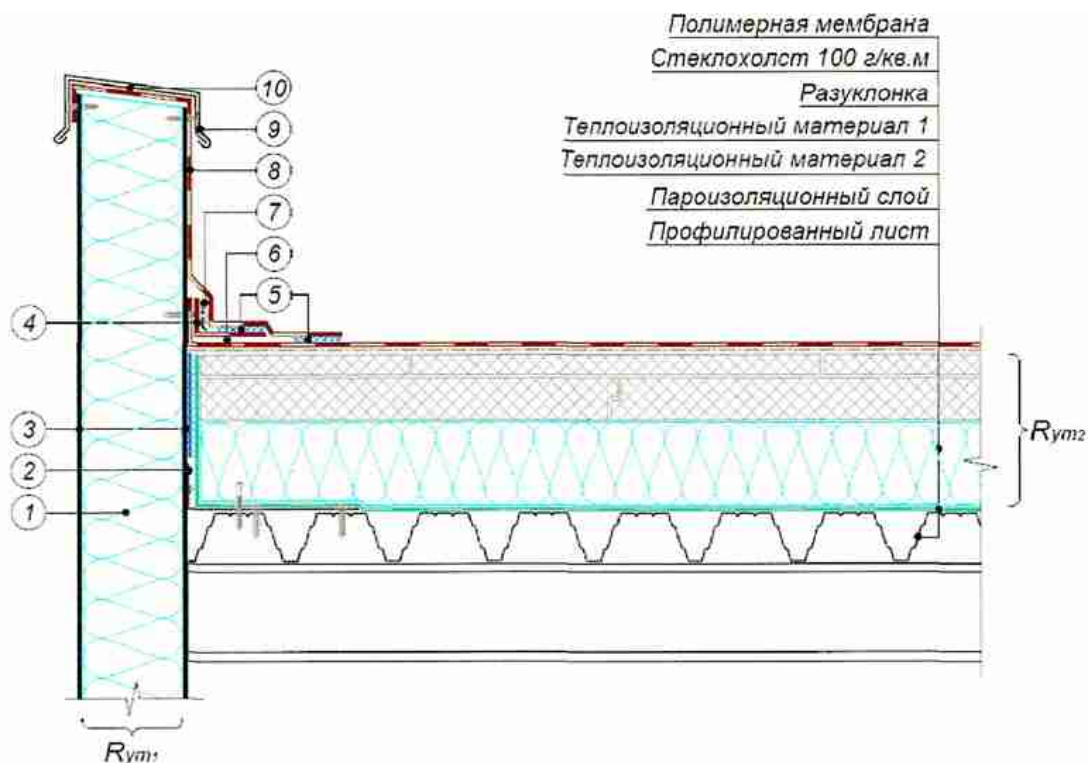 Полимерная мембрана
Стеклохолст 100 г/кв.м
Разуклонка
Теплоизоляционный материал 1
Теплоизоляционный материал 2
Пароизоляционный слой
Профилированный лист
10
9
8
7
6
5
4
3
2
1
Rут2
Rут1